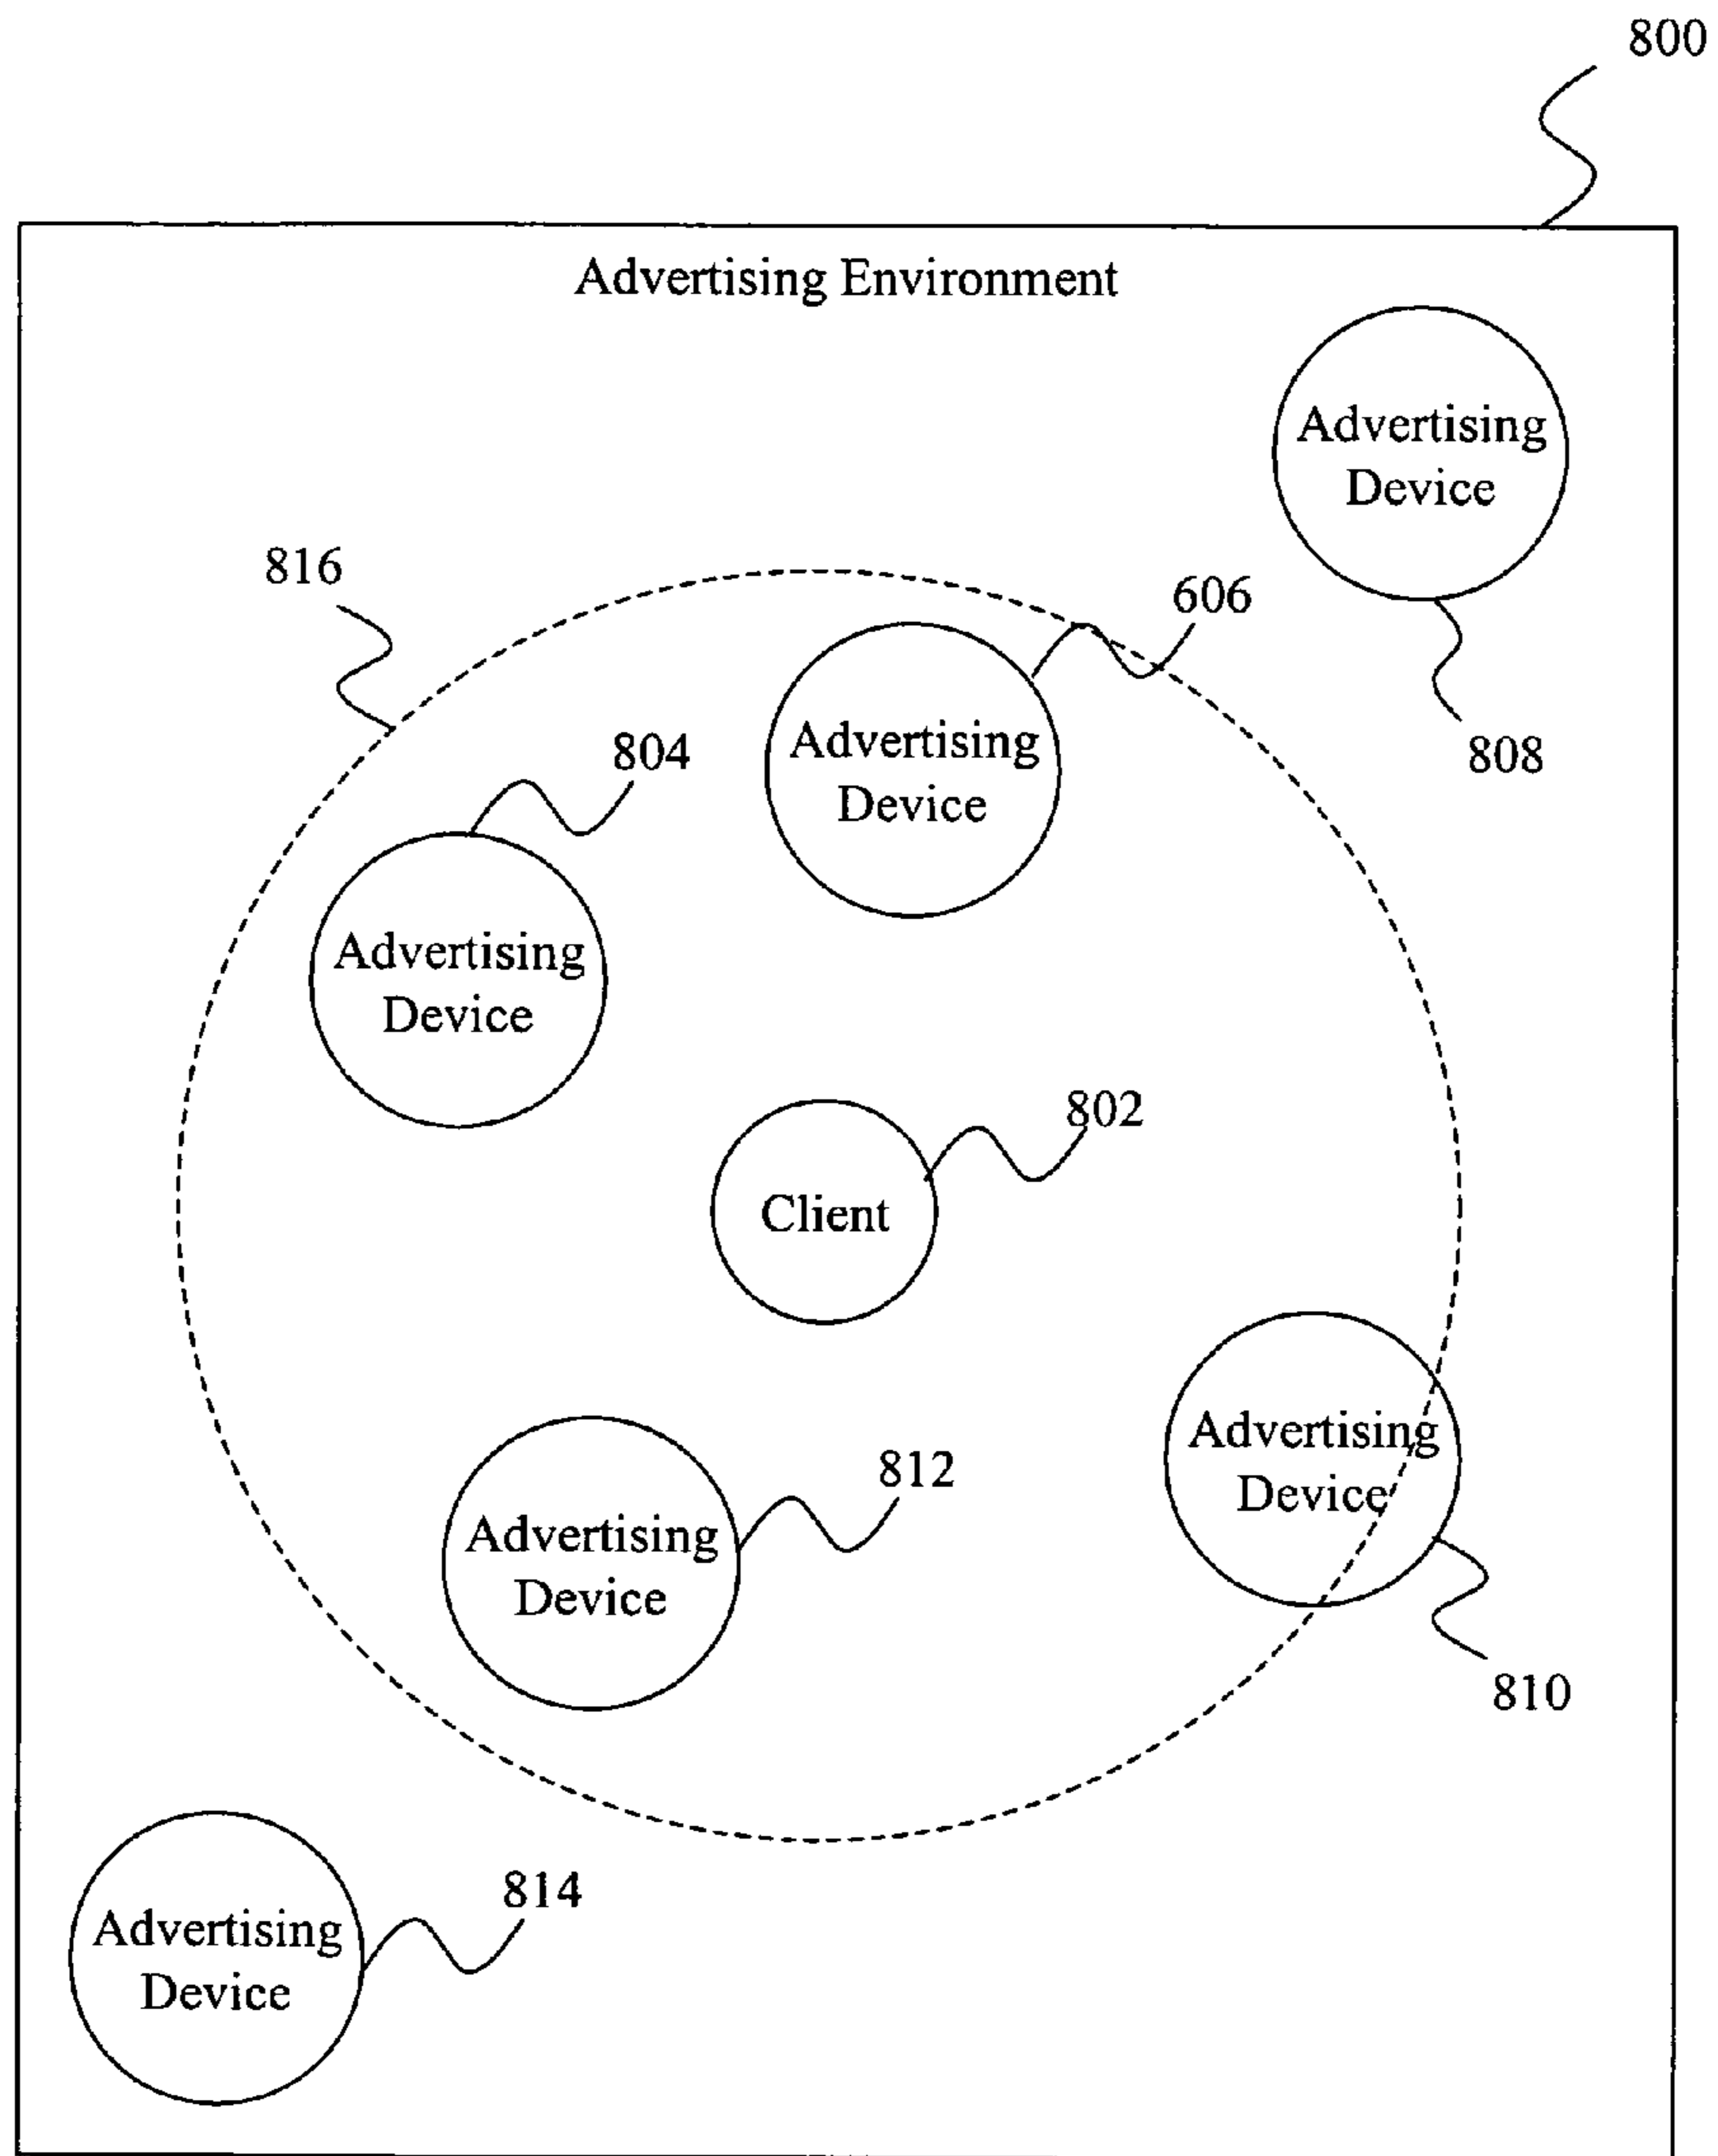 800
Advertising Environment
Advertising
Device
808
816
606
Advertising
Device
804
Advertising
Device
802
Client
Advertising
Device
810
812
Advertising
Device
814
Advertising
Device